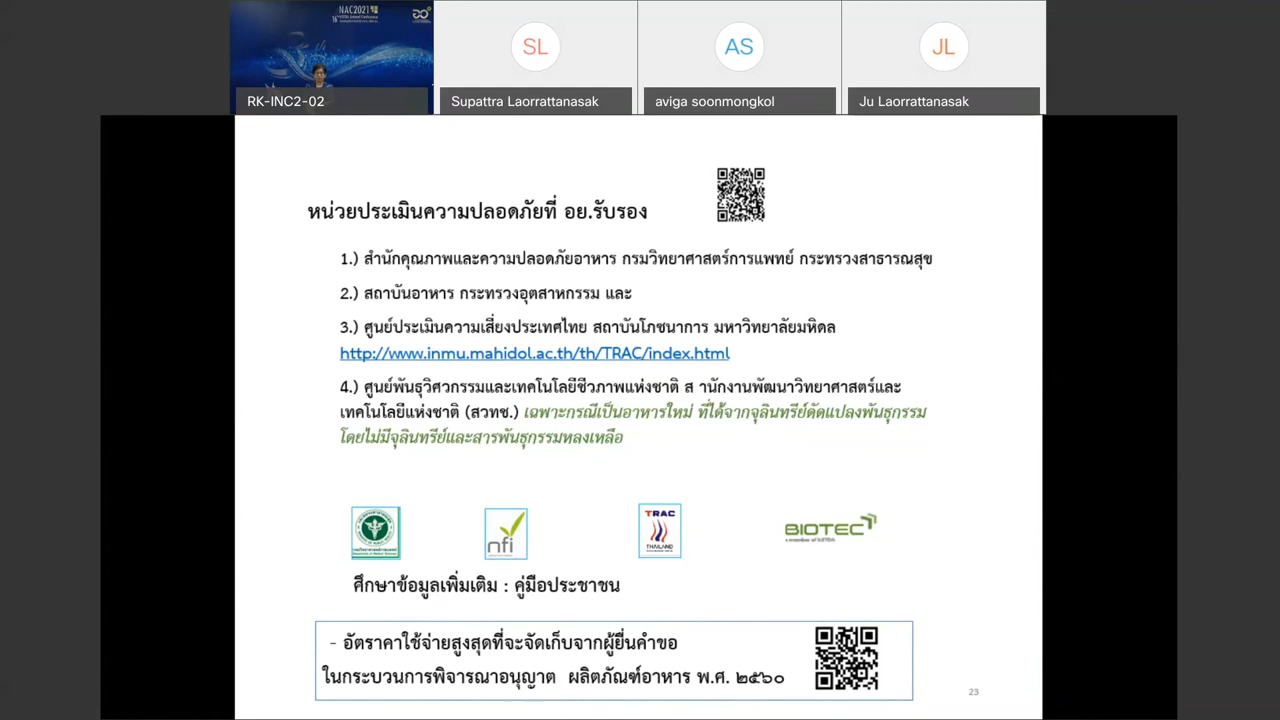 NAC2021
RK-INC2-02
SL
Supattra Laorrattanasak
AS
aviga soonmongkol
JL
Ju Laorrattanasak
หน่วยประเมินความปลอดภัยที่ อย.รับรอง
1.) สำนักคุณภาพและความปลอดภัยอาหาร กรมวิทยาศาสตร์การแพทย์ กระทรวงสาธารณสุข
2.) สถาบันอาหาร กระทรวงอุตสาหกรรม และ
3.) ศูนย์ประเมินความเสี่ยงประเทศไทย สถาบันโภชนาการ มหาวิทยาลัยมหิดล
http://www.inmu.mahidol.ac.th/th/TRAC/index.html
4.) ศูนย์พันธุวิศวกรรมและเทคโนโลยีชีวภาพแห่งชาติ ส านักงานพัฒนาวิทยาศาสตร์และ
เทคโนโลยีแห่งชาติ (สวทช.) เฉพาะกรณีเป็นอาหารใหม่ ที่ได้จากจุลินทรีย์ดัดแปลงพันธุกรรม
โดยไม่มีจุลินทรีย์และสารพันธุกรรมหลงเหลือ
nfi
TRAC
THAILAND
BIOTEC
a member of NSTDA
ศึกษาข้อมูลเพิ่มเติม : คู่มือประชาชน
- อัตราค่าใช้จ่ายสูงสุดที่จะจัดเก็บจากผู้ยื่นคำขอ
ในกระบวนการพิจารณาอนุญาต ผลิตภัณฑ์อาหาร พ.ศ. ๒๕๖๐
23